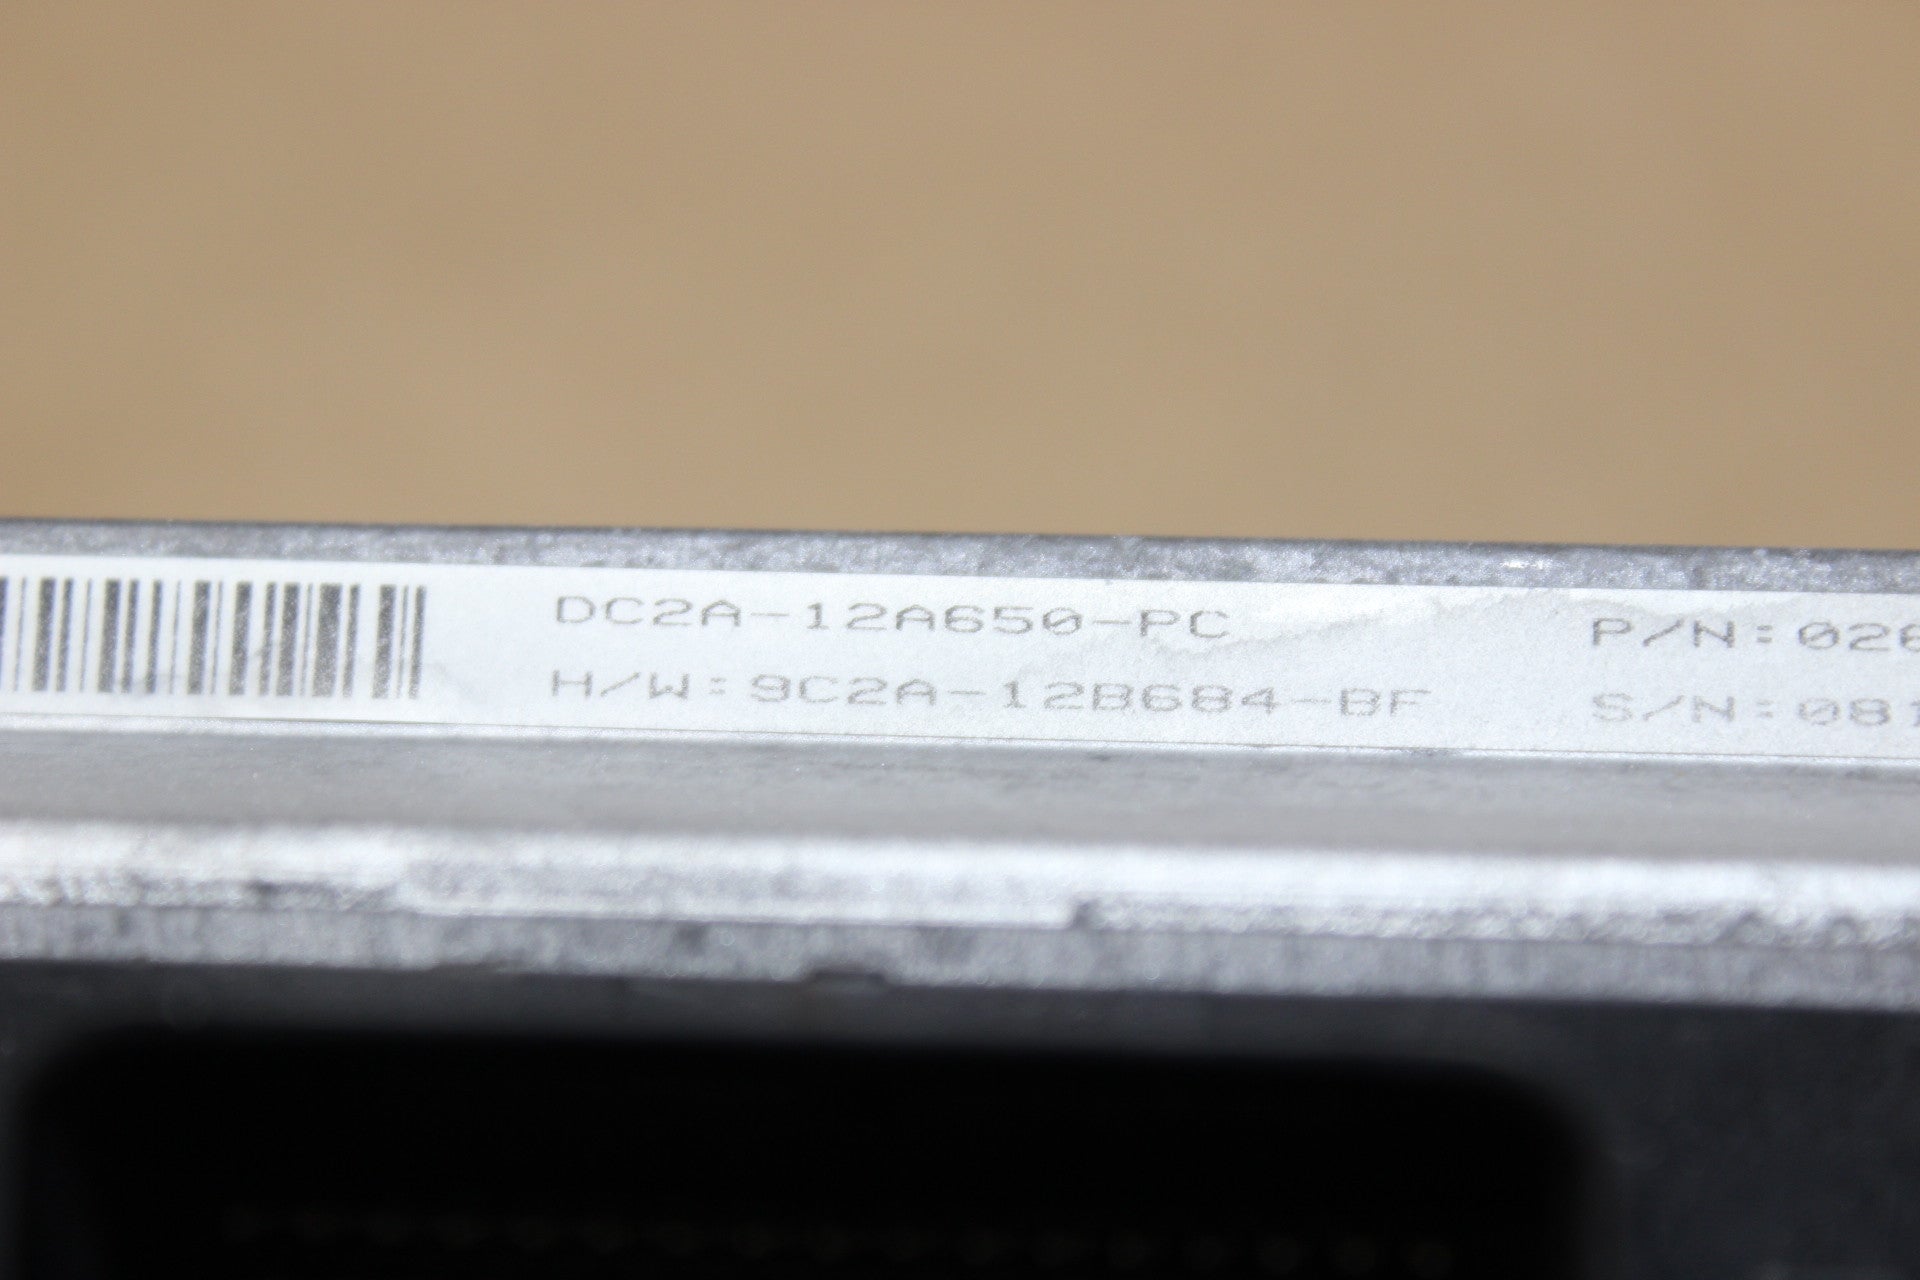 DC2A-12A650-PC
H/W:9C2A-12B684-BF
P/N:026
S/N:081